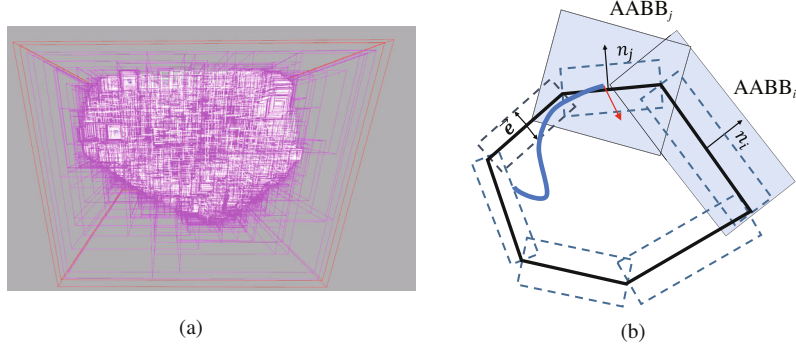 AABB_j
n_j
AABB_i
e⃗
n_i
(a)
(b)